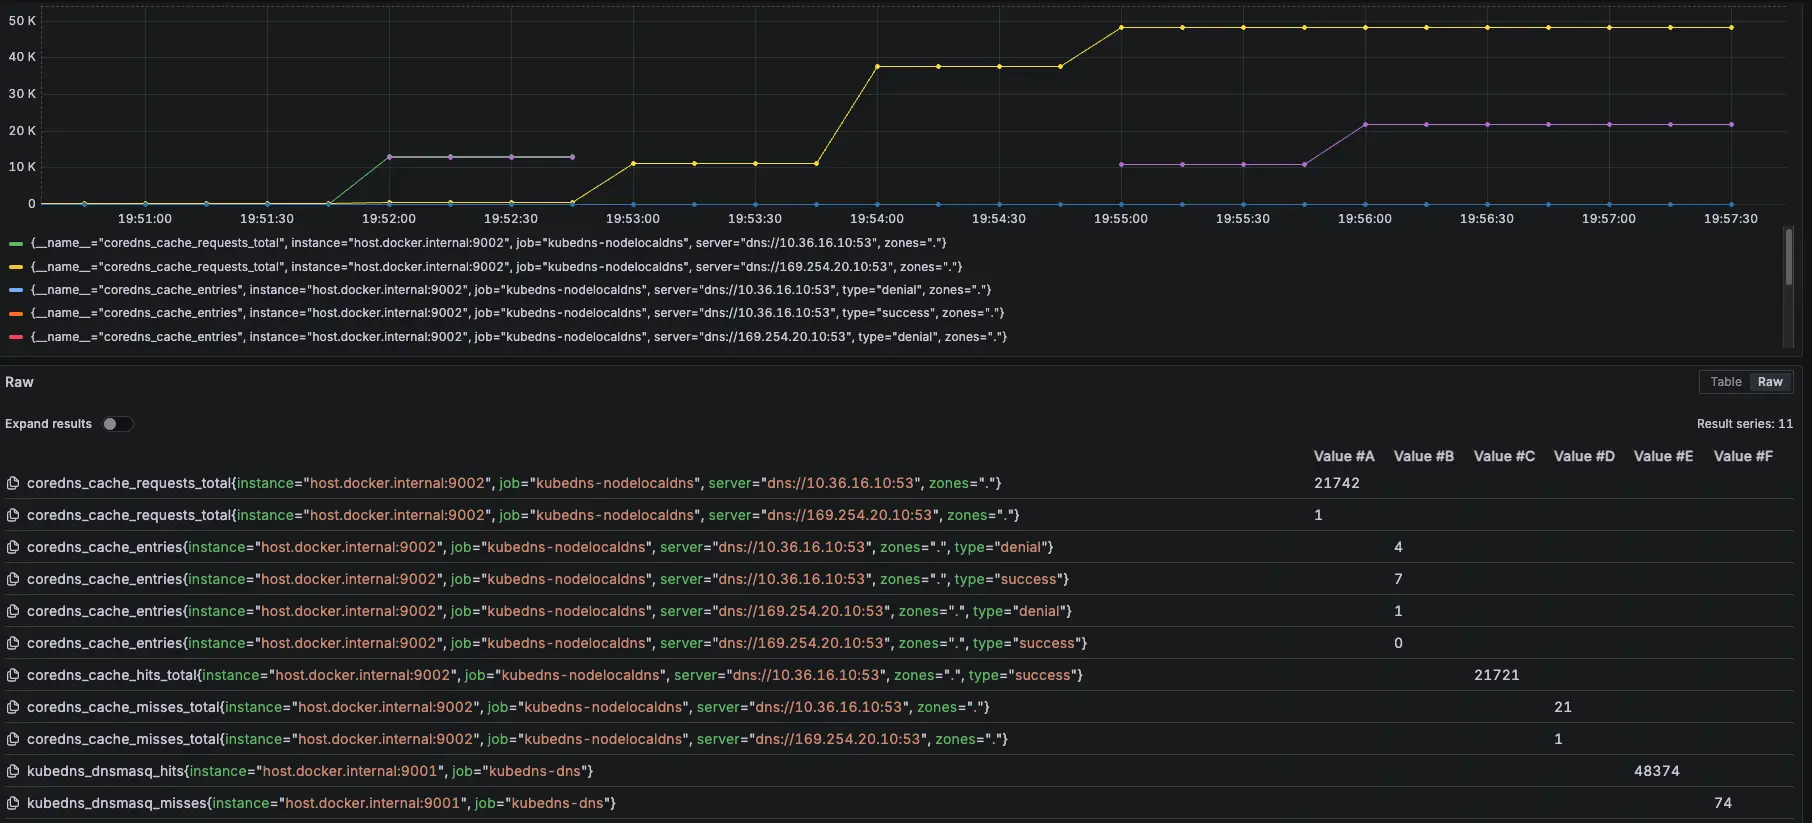 50 K
40 K
30 K
20 K
10 K
0
19:51:00 19:51:30 19:52:00 19:52:30 19:53:00 19:53:30 19:54:00 19:54:30 19:55:00 19:55:30 19:56:00 19:56:30 19:57:00 19:57:30
{__name__="coredns_cache_requests_total", instance="host.docker.internal:9002", job="kubedns-nodelocaldns", server="dns://10.36.16.10:53", zones="."}
{__name__="coredns_cache_requests_total", instance="host.docker.internal:9002", job="kubedns-nodelocaldns", server="dns://169.254.20.10:53", zones="."}
{__name__="coredns_cache_entries", instance="host.docker.internal:9002", job="kubedns-nodelocaldns", server="dns://10.36.16.10:53", type="denial", zones="."}
{__name__="coredns_cache_entries", instance="host.docker.internal:9002", job="kubedns-nodelocaldns", server="dns://10.36.16.10:53", type="success", zones="."}
{__name__="coredns_cache_entries", instance="host.docker.internal:9002", job="kubedns-nodelocaldns", server="dns://169.254.20.10:53", type="denial", zones="."}
Raw Table Raw
Expand results Result series: 11
Value #A Value #B Value #C Value #D Value #E Value #F
coredns_cache_requests_total{instance="host.docker.internal:9002", job="kubedns-nodelocaldns", server="dns://10.36.16.10:53", zones="."} 21742
coredns_cache_requests_total{instance="host.docker.internal:9002", job="kubedns-nodelocaldns", server="dns://169.254.20.10:53", zones="."} 1
coredns_cache_entries{instance="host.docker.internal:9002", job="kubedns-nodelocaldns", server="dns://10.36.16.10:53", zones=".", type="denial"} 4
coredns_cache_entries{instance="host.docker.internal:9002", job="kubedns-nodelocaldns", server="dns://10.36.16.10:53", zones=".", type="success"} 7
coredns_cache_entries{instance="host.docker.internal:9002", job="kubedns-nodelocaldns", server="dns://169.254.20.10:53", zones=".", type="denial"} 1
coredns_cache_entries{instance="host.docker.internal:9002", job="kubedns-nodelocaldns", server="dns://169.254.20.10:53", zones=".", type="success"} 0
coredns_cache_hits_total{instance="host.docker.internal:9002", job="kubedns-nodelocaldns", server="dns://10.36.16.10:53", zones=".", type="success"} 21721
coredns_cache_misses_total{instance="host.docker.internal:9002", job="kubedns-nodelocaldns", server="dns://10.36.16.10:53", zones="."} 21
coredns_cache_misses_total{instance="host.docker.internal:9002", job="kubedns-nodelocaldns", server="dns://169.254.20.10:53", zones="."} 1
kubedns_dnsmasq_hits{instance="host.docker.internal:9001", job="kubedns-dns"} 48374
kubedns_dnsmasq_misses{instance="host.docker.internal:9001", job="kubedns-dns"} 74